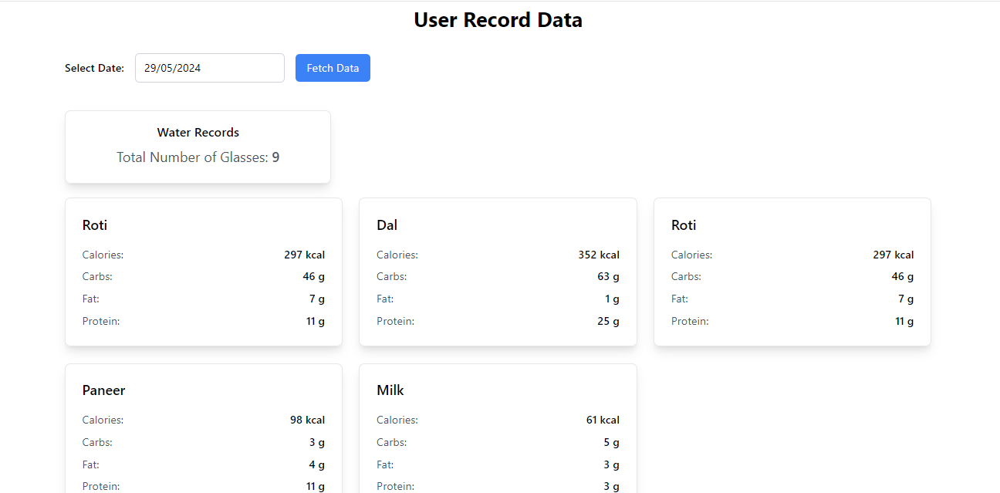 User Record Data
Select Date: 29/05/2024 Fetch Data
Water Records
Total Number of Glasses: 9
Roti
Calories: 297 kcal
Carbs: 46 g
Fat: 7 g
Protein: 11 g
Dal
Calories: 352 kcal
Carbs: 63 g
Fat: 1 g
Protein: 25 g
Roti
Calories: 297 kcal
Carbs: 46 g
Fat: 7 g
Protein: 11 g
Paneer
Calories: 98 kcal
Carbs: 3 g
Fat: 4 g
Protein: 11 g
Milk
Calories: 61 kcal
Carbs: 5 g
Fat: 3 g
Protein: 3 g